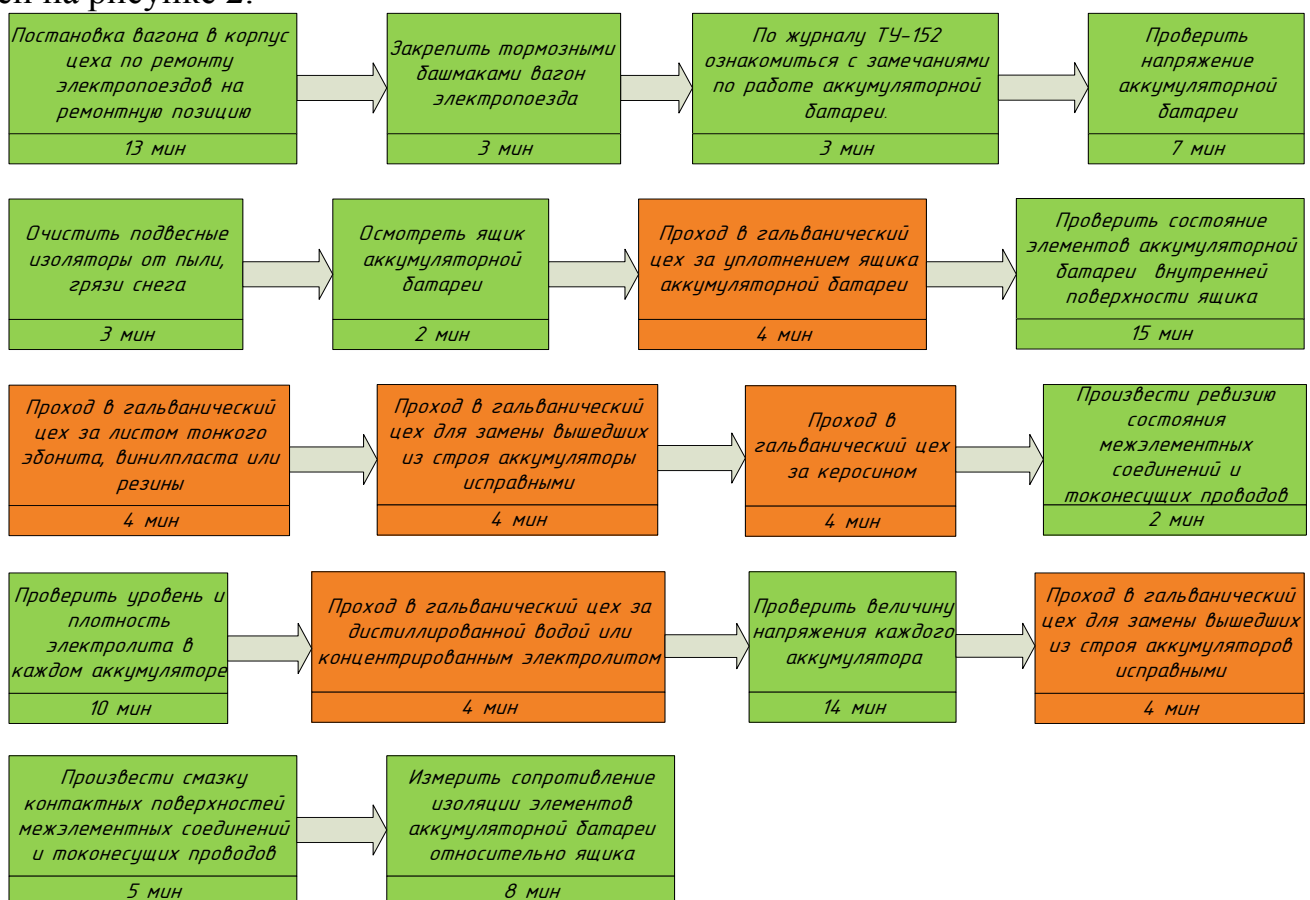 на рисунке 2.
Постановка вагона в корпус
цеха по ремонту
электропоездов на
ремонтную позицию
13 мин
Закрепить тормозными
башмаками вагон
электропоезда
3 мин
По журналу ТУ-152
ознакомиться с замечаниями
по работе аккумуляторной
батареи.
3 мин
Проверить
напряжение
аккумуляторной
батареи
7 мин
Очистить подвесные
изоляторы от пыли,
грязи снега
3 мин
Осмотреть ящик
аккумуляторной
батареи
2 мин
Проход в гальванический
цех за уплотнением ящика
аккумуляторной батареи
4 мин
Проверить состояние
элементов аккумуляторной
батареи внутренней
поверхности ящика
15 мин
Проход в гальванический
цех за листом тонкого
эбонита, винилпласта или
резины
4 мин
Проход в гальванический
цех для замены вышедших
из строя аккумуляторы
исправными
4 мин
Проход в
гальванический цех
за керосином
4 мин
Произвести ревизию
состояния
межэлементных
соединений и
токонесущих проводов
2 мин
Проверить уровень и
плотность
электролита в
каждом аккумуляторе
10 мин
Проход в гальванический цех за
дистиллированной водой или
концентрированным электролитом
4 мин
Проверить величину
напряжения каждого
аккумулятора
14 мин
Проход в гальванический
цех для замены вышедших
из строя аккумуляторов
исправными
4 мин
Произвести смазку
контактных поверхностей
межэлементных соединений
и токонесущих проводов
5 мин
Измерить сопротивление
изоляции элементов
аккумуляторной батареи
относительно ящика
8 мин